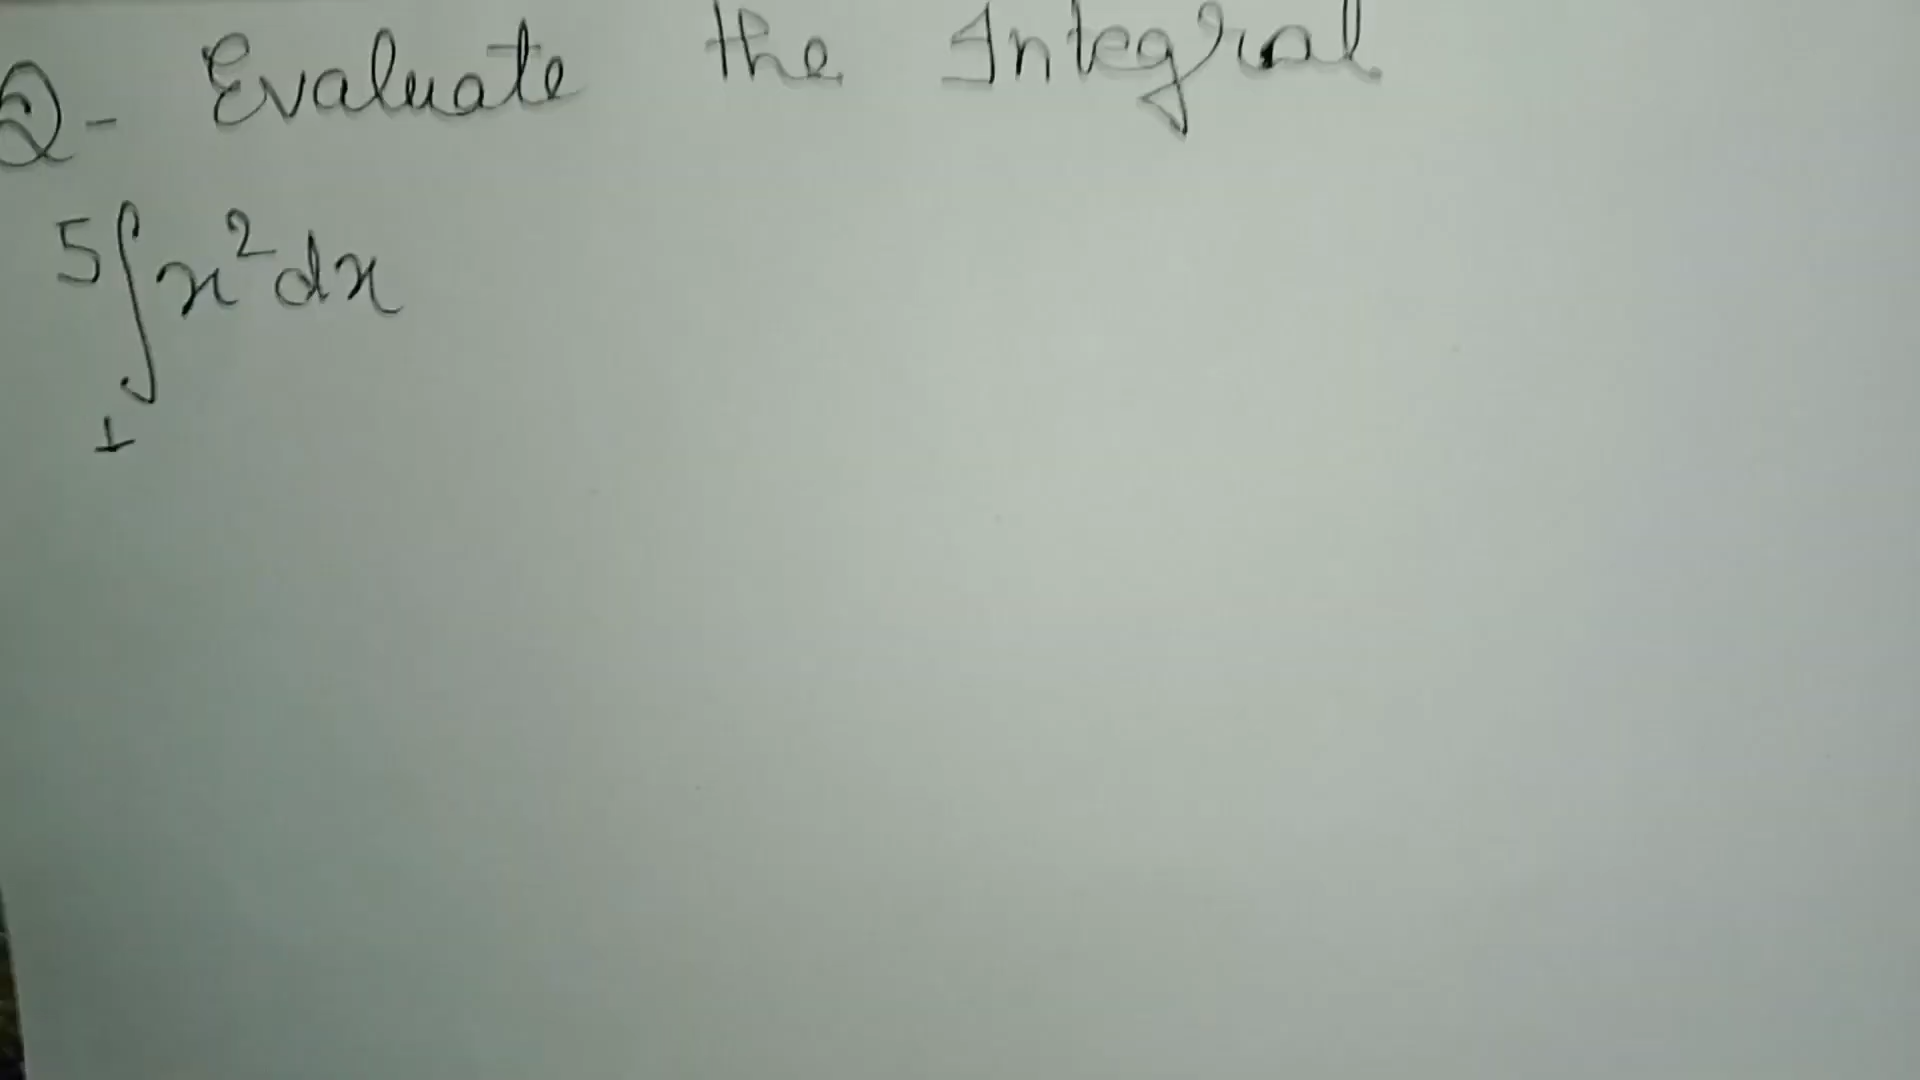 Q- Evaluate the Integral
5∫x²dx
1